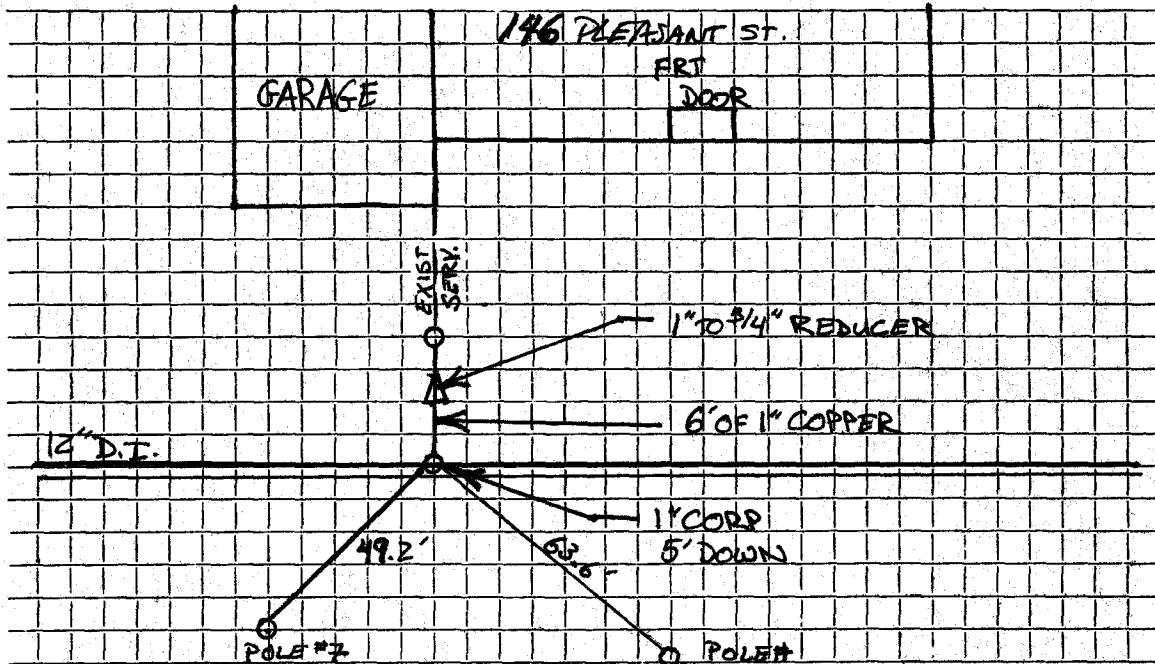 146 PLEASANT ST.
FRT
DOOR
GARAGE
EXIST
SERV.
1" TO 3/4" REDUCER
6' OF 1" COPPER
12" D.I.
1" CORP
5' DOWN
49.2'
POLE #7
POLE#